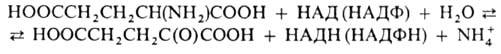 HOOCCH₂CH₂CH(NH₂)COOH + НАД (НАДФ) + H₂O ⇄
⇄ HOOCCH₂CH₂C(O)COOH + НАДН (НАДФН) + NH₄⁺